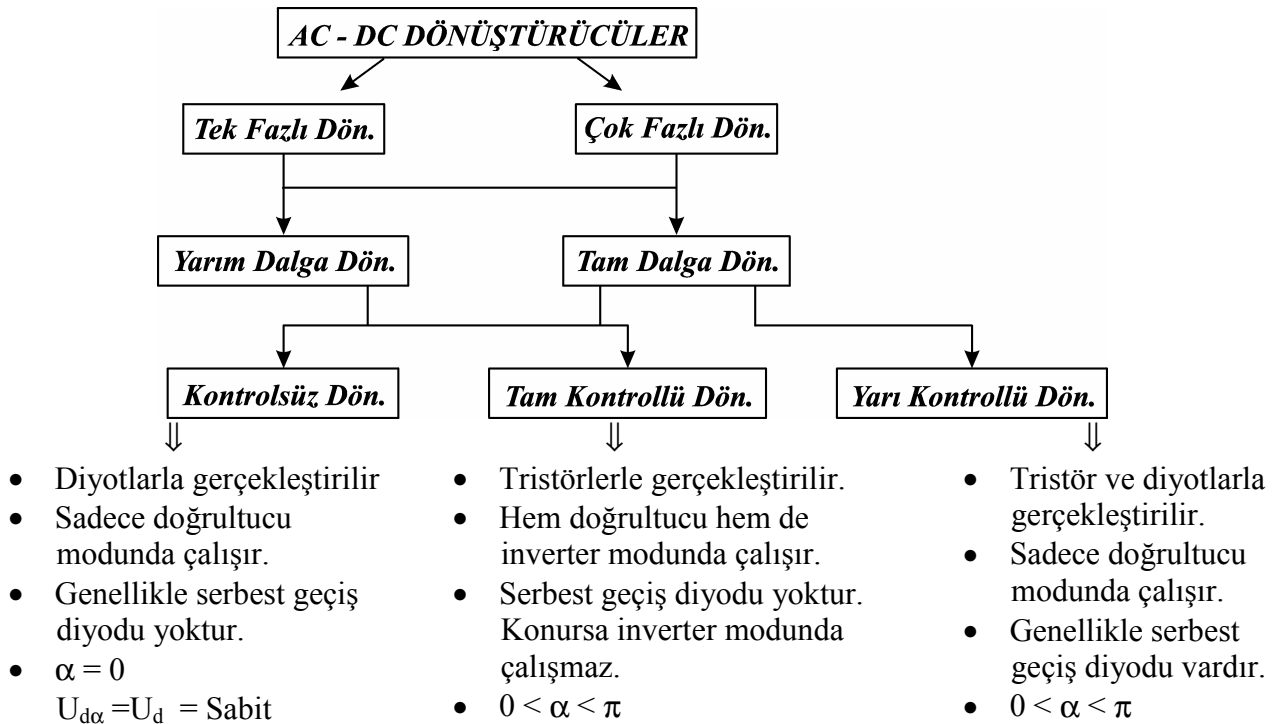 AC - DC DÖNÜŞTÜRÜCÜLER
Tek Fazlı Dön.
Çok Fazlı Dön.
Yarım Dalga Dön.
Tam Dalga Dön.
Kontrolsüz Dön.
Tam Kontrollü Dön.
Yarı Kontrollü Dön.
⇓
• Diyotlarla gerçekleştirilir
• Sadece doğrultucu
modunda çalışır.
• Genellikle serbest geçiş
diyodu yoktur.
• α = 0
U_dα =U_d = Sabit
⇓
• Tristörlerle gerçekleştirilir.
• Hem doğrultucu hem de
inverter modunda çalışır.
• Serbest geçiş diyodu yoktur.
Konursa inverter modunda
çalışmaz.
• 0 < α < π
⇓
• Tristör ve diyotlarla
gerçekleştirilir.
• Sadece doğrultucu
modunda çalışır.
• Genellikle serbest
geçiş diyodu vardır.
• 0 < α < π